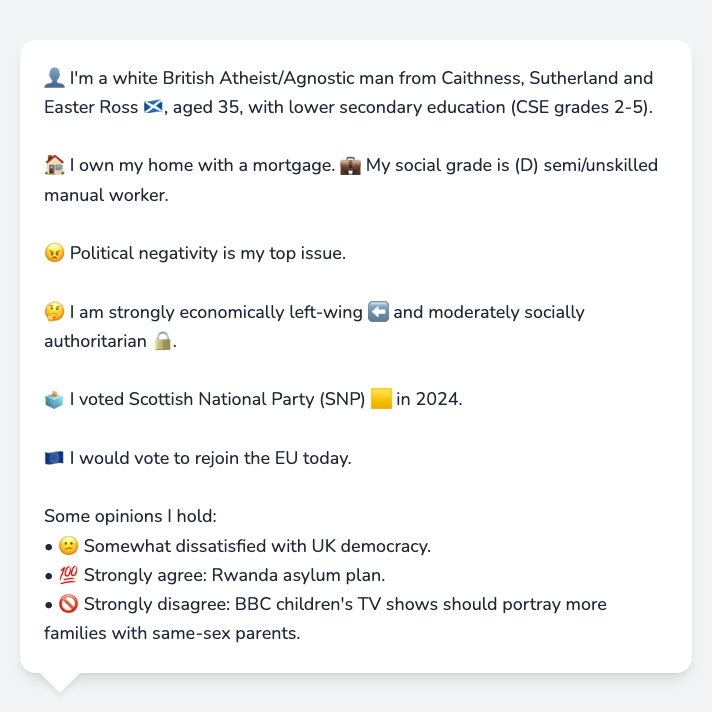 👤 I'm a white British Atheist/Agnostic man from Caithness, Sutherland and
Easter Ross 🏴󠁧󠁢󠁳󠁣󠁴󠁿, aged 35, with lower secondary education (CSE grades 2-5).
🏠 I own my home with a mortgage. 💼 My social grade is (D) semi/unskilled
manual worker.
😠 Political negativity is my top issue.
🤔 I am strongly economically left-wing ⬅️ and moderately socially
authoritarian 🔒.
🗳️ I voted Scottish National Party (SNP) 🟨 in 2024.
🇪🇺 I would vote to rejoin the EU today.
Some opinions I hold:
• 😕 Somewhat dissatisfied with UK democracy.
• 💯 Strongly agree: Rwanda asylum plan.
• 🚫 Strongly disagree: BBC children's TV shows should portray more
families with same-sex parents.